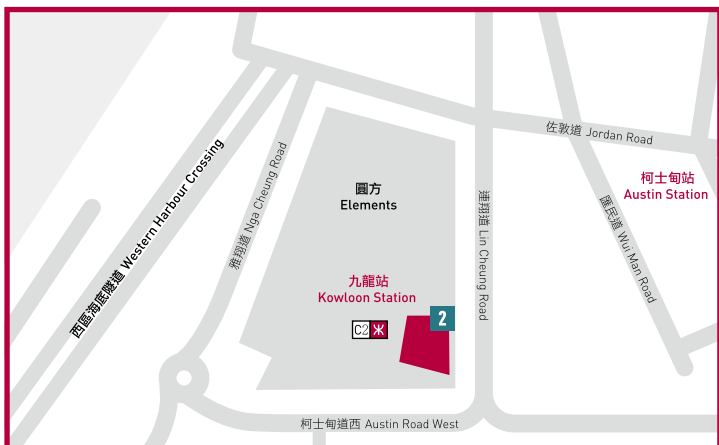 佐敦道 Jordan Road
柯士甸站
Austin Station
西區海底隧道 Western Harbour Crossing
雅翔道 Nga Cheung Road
圓方
Elements
連翔道 Lin Cheung Road
匯民道 Wui Man Road
九龍站
Kowloon Station
2
C2
柯士甸道西 Austin Road West